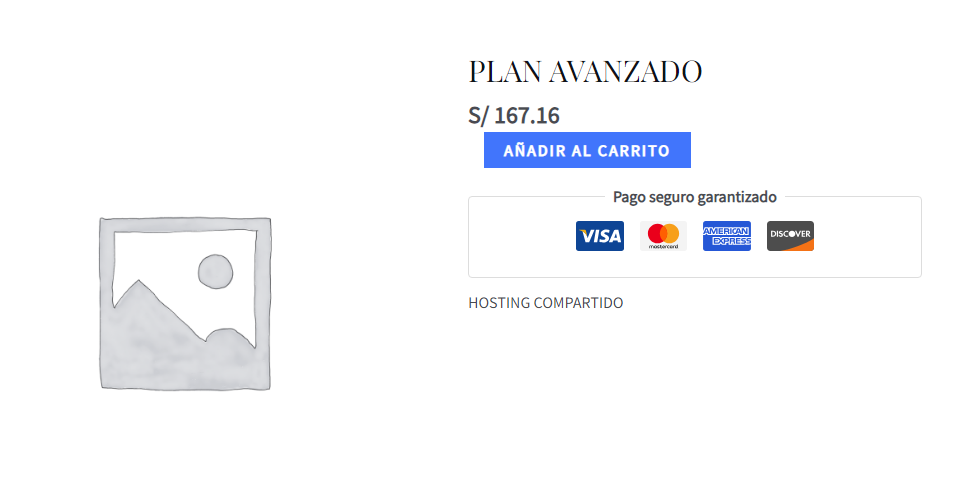 PLAN AVANZADO
S/ 167.16
AÑADIR AL CARRITO
Pago seguro garantizado
VISA
mastercard
AMERICAN
EXPRESS
DISCOVER
HOSTING COMPARTIDO